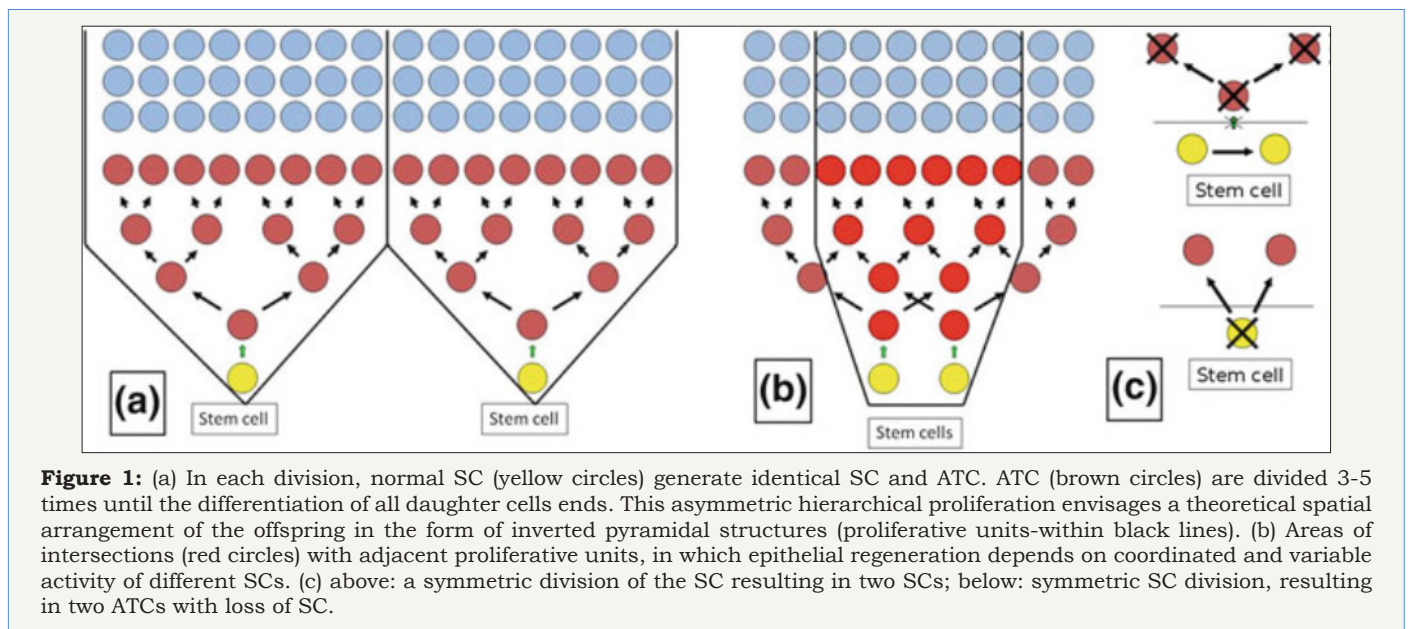 Stem cell
Stem cell
(a)
Stem cell
Stem cell
(b)
Stem cells
(c)
Figure 1: (a) In each division, normal SC (yellow circles) generate identical SC and ATC. ATC (brown circles) are divided 3-5
times until the differentiation of all daughter cells ends. This asymmetric hierarchical proliferation envisages a theoretical spatial
arrangement of the offspring in the form of inverted pyramidal structures (proliferative units-within black lines). (b) Areas of
intersections (red circles) with adjacent proliferative units, in which epithelial regeneration depends on coordinated and variable
activity of different SCs. (c) above: a symmetric division of the SC resulting in two SCs; below: symmetric SC division, resulting
in two ATCs with loss of SC.